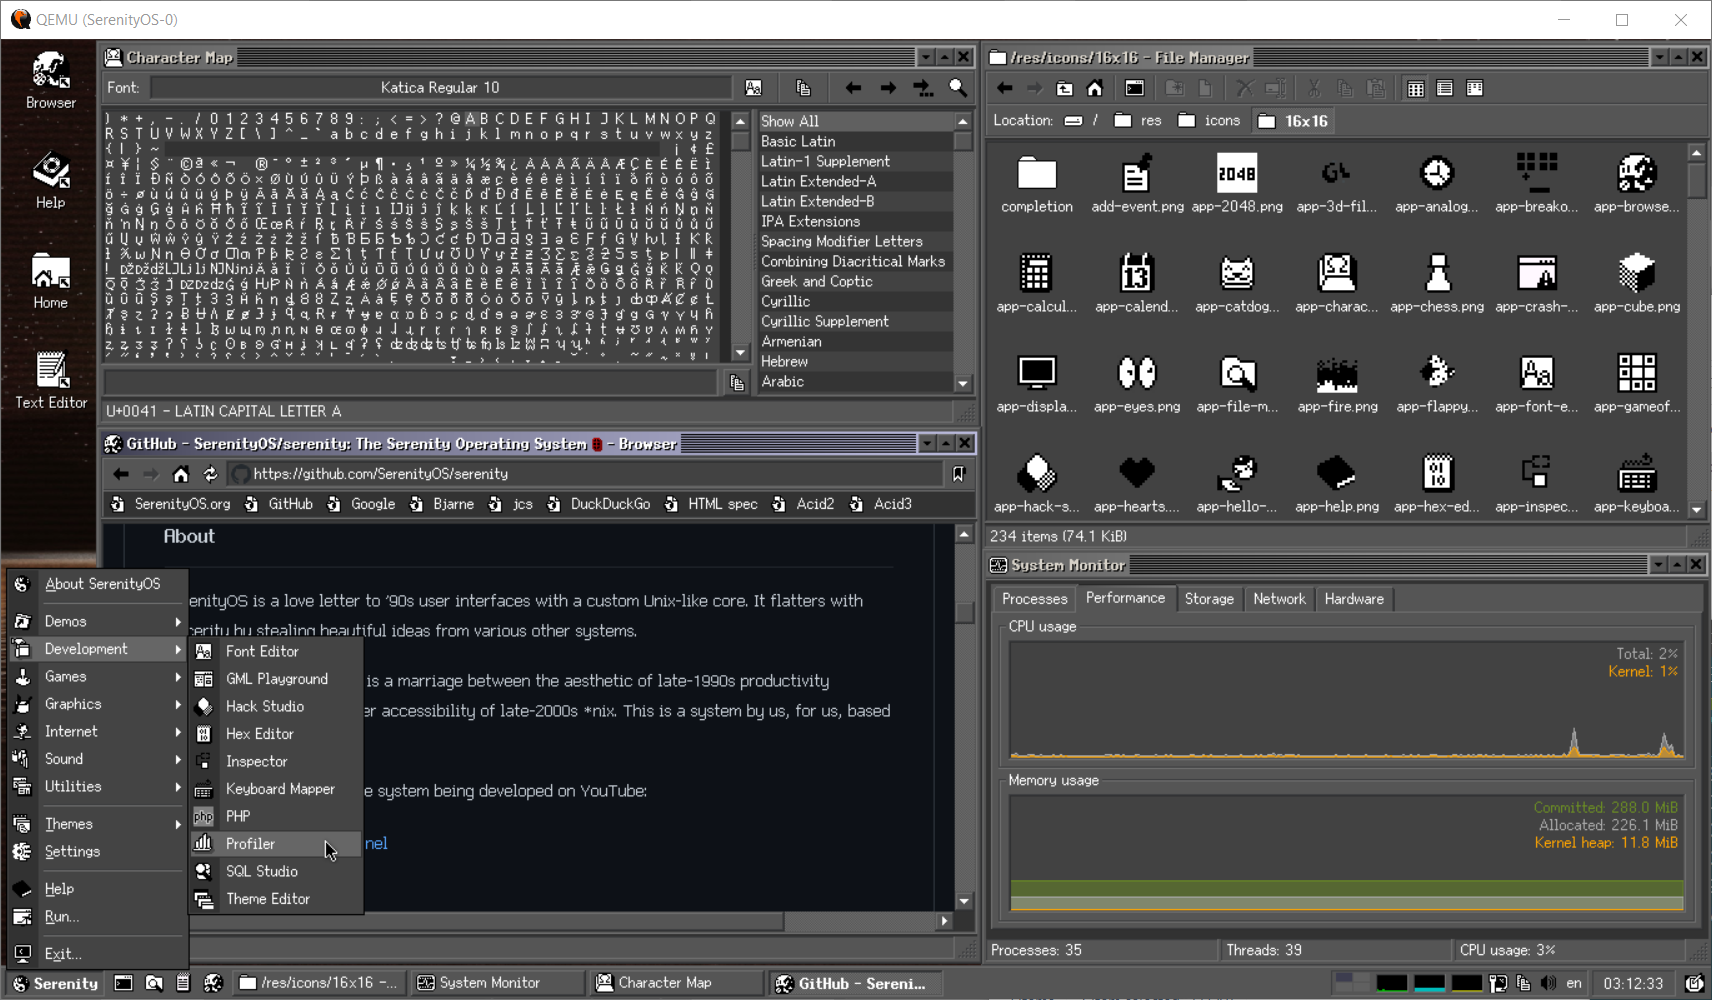 QEMU (SerenityOS-0)
Browser
Help
Home
Text Editor
Character Map
Font:
Katica Regular 10
) * + , - . / 0 1 2 3 4 5 6 7 8 9 : ; < = > ? @ A B C D E F G H I J K L M N O P Q
R S T U V W X Y Z [ \ ] ^ _ ` a b c d e f g h i j k l m n o p q r s t u v w x y z
Show All
Basic Latin
Latin-1 Supplement
Latin Extended-A
Latin Extended-B
IPA Extensions
Spacing Modifier Letters
Combining Diacritical Marks
Greek and Coptic
Cyrillic
Cyrillic Supplement
Armenian
Hebrew
Arabic
U+0041 - LATIN CAPITAL LETTER A
GitHub - SerenityOS/serenity: The Serenity Operating System 🐞 - Browser
https://github.com/SerenityOS/serenity
SerenityOS.org GitHub Google Bjarne jcs DuckDuckGo HTML spec Acid2 Acid3
About
erenityOS is a love letter to '90s user interfaces with a custom Unix-like core. It flatters with
cerity by stealing beautiful ideas from various other systems.
is a marriage between the aesthetic of late-1990s productivity
er accessibility of late-2000s *nix. This is a system by us, for us, based
e system being developed on YouTube:
nel
About SerenityOS
Demos
Development
Games
Graphics
Internet
Sound
Utilities
Themes
Settings
Help
Run...
Exit...
Font Editor
GML Playground
Hack Studio
Hex Editor
Inspector
Keyboard Mapper
php PHP
Profiler
SQL Studio
Theme Editor
/res/icons/16x16 - File Manager
Location: / res icons 16x16
completion add-event.png app-2048.png app-3d-fil... app-analog... app-breako... app-browse...
app-calcul... app-calend... app-catdog... app-charac... app-chess.png app-crash-... app-cube.png
app-displa... app-eyes.png app-file-m... app-fire.png app-flappy... app-font-e... app-gameof...
app-hack-s... app-hearts.... app-hello-... app-help.png app-hex-ed... app-inspec... app-keyboa...
234 items (74.1 KiB)
System Monitor
Processes Performance Storage Network Hardware
CPU usage
Total: 2%
Kernel: 1%
Memory usage
Committed: 288.0 MiB
Allocated: 226.1 MiB
Kernel heap: 11.8 MiB
Processes: 35 Threads: 39 CPU usage: 3%
Serenity /res/icons/16x16 -... System Monitor Character Map GitHub - Sereni... en 03:12:33